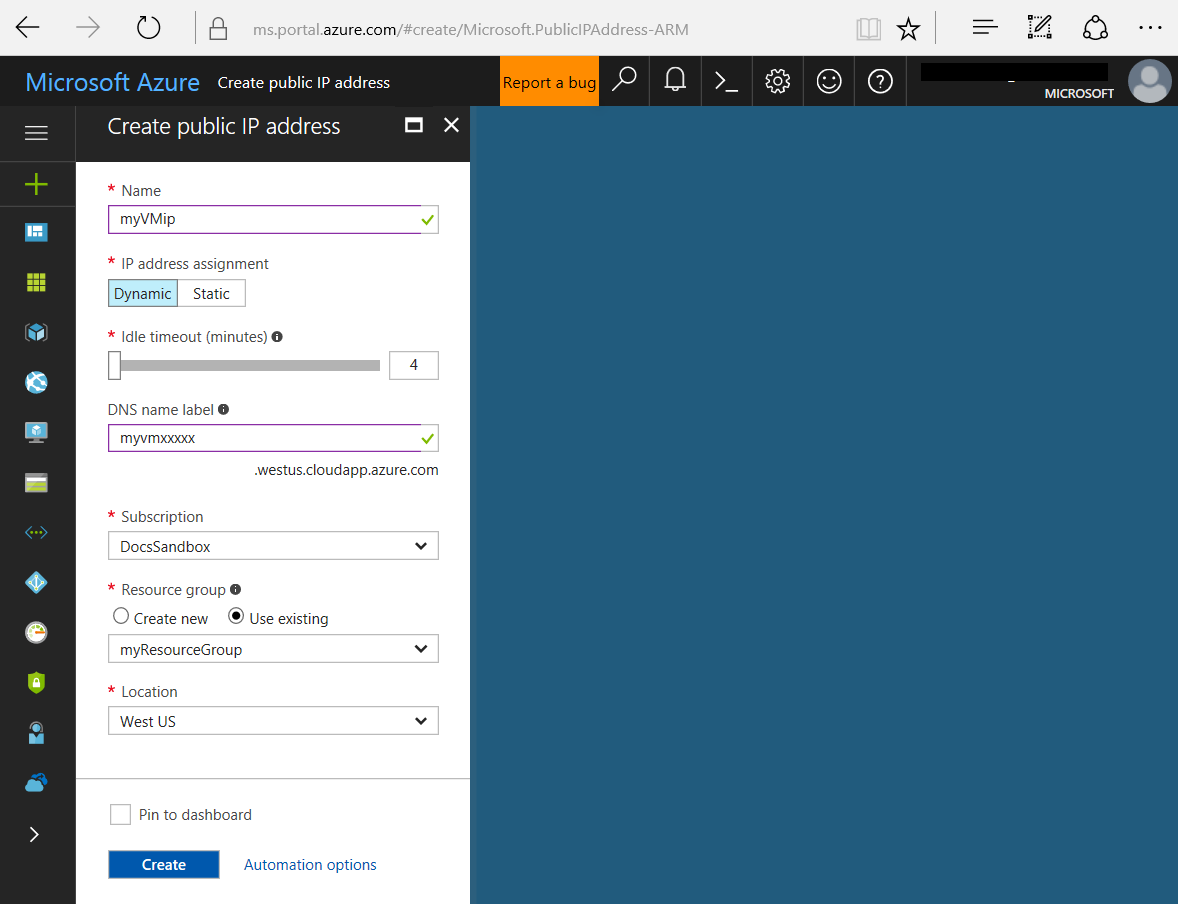 ms.portal.azure.com/#create/Microsoft.PublicIPAddress-ARM
Microsoft Azure Create public IP address Report a bug
MICROSOFT
Create public IP address
* Name
myVMip
* IP address assignment
Dynamic Static
* Idle timeout (minutes)
4
DNS name label
myvmxxxxx
.westus.cloudapp.azure.com
* Subscription
DocsSandbox
* Resource group
Create new Use existing
myResourceGroup
* Location
West US
Pin to dashboard
Create Automation options